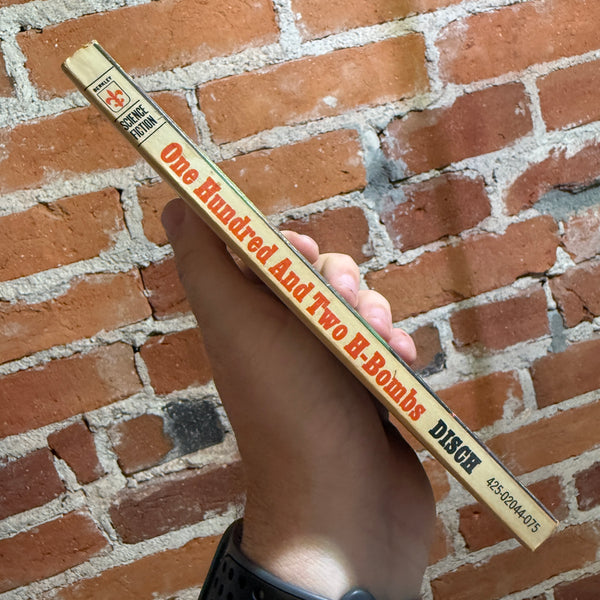 BERKLEY
SCIENCE
FICTION
One Hundred And Two H-Bombs DISCH 425-02044-075